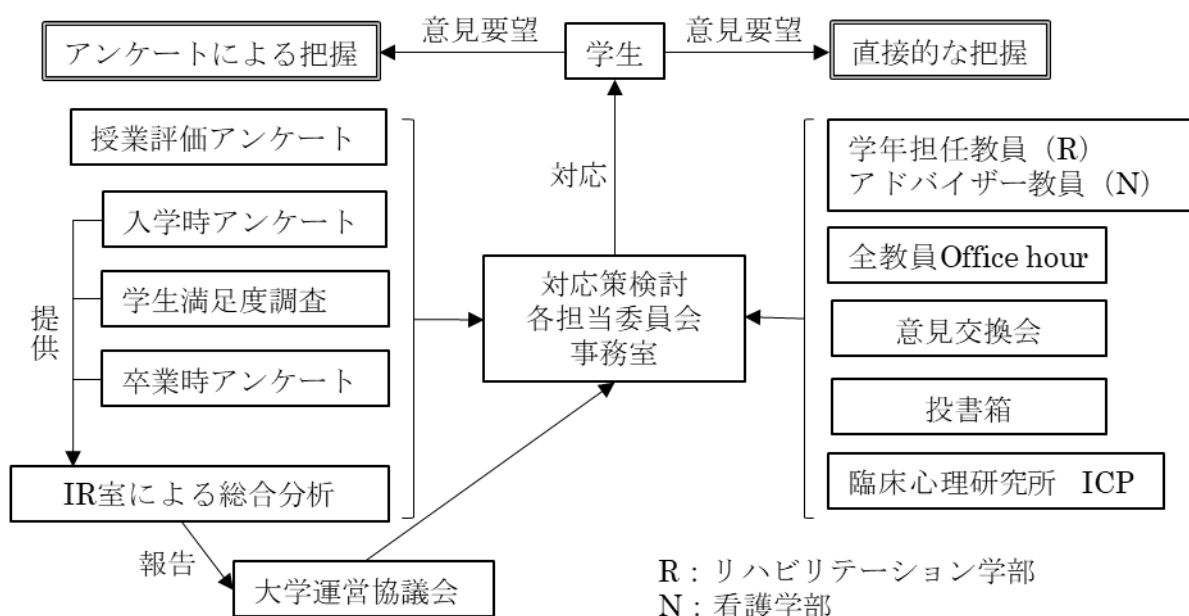 アンケートによる把握
意見要望
学生
意見要望
直接的な把握
授業評価アンケート
入学時アンケート
学生満足度調査
卒業時アンケート
提供
IR室による総合分析
報告
大学運営協議会
対応
対応策検討
各担当委員会
事務室
学年担任教員（R）
アドバイザー教員（N）
全教員Office hour
意見交換会
投書箱
臨床心理研究所 ICP
R：リハビリテーション学部
N：看護学部